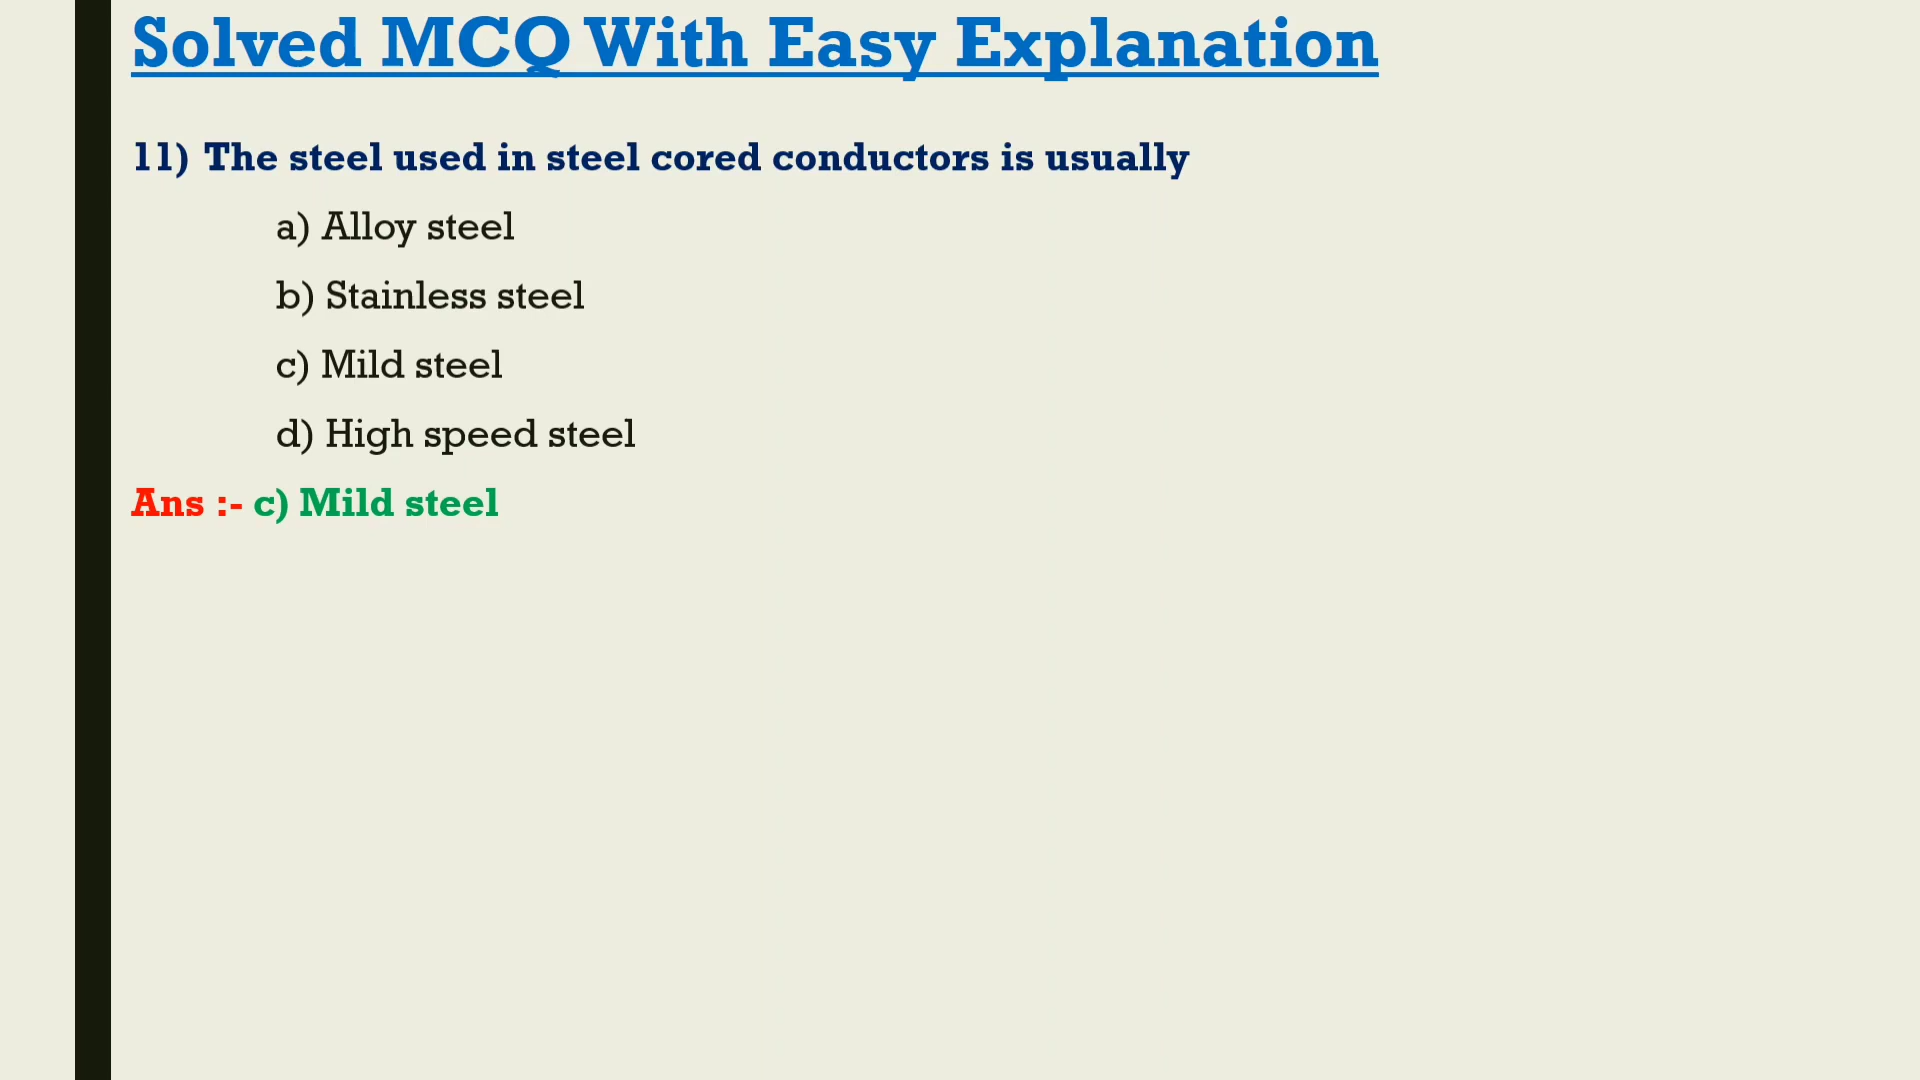 Solved MCQ With Easy Explanation
11) The steel used in steel cored conductors is usually
a) Alloy steel
b) Stainless steel
c) Mild steel
d) High speed steel
Ans :- c) Mild steel